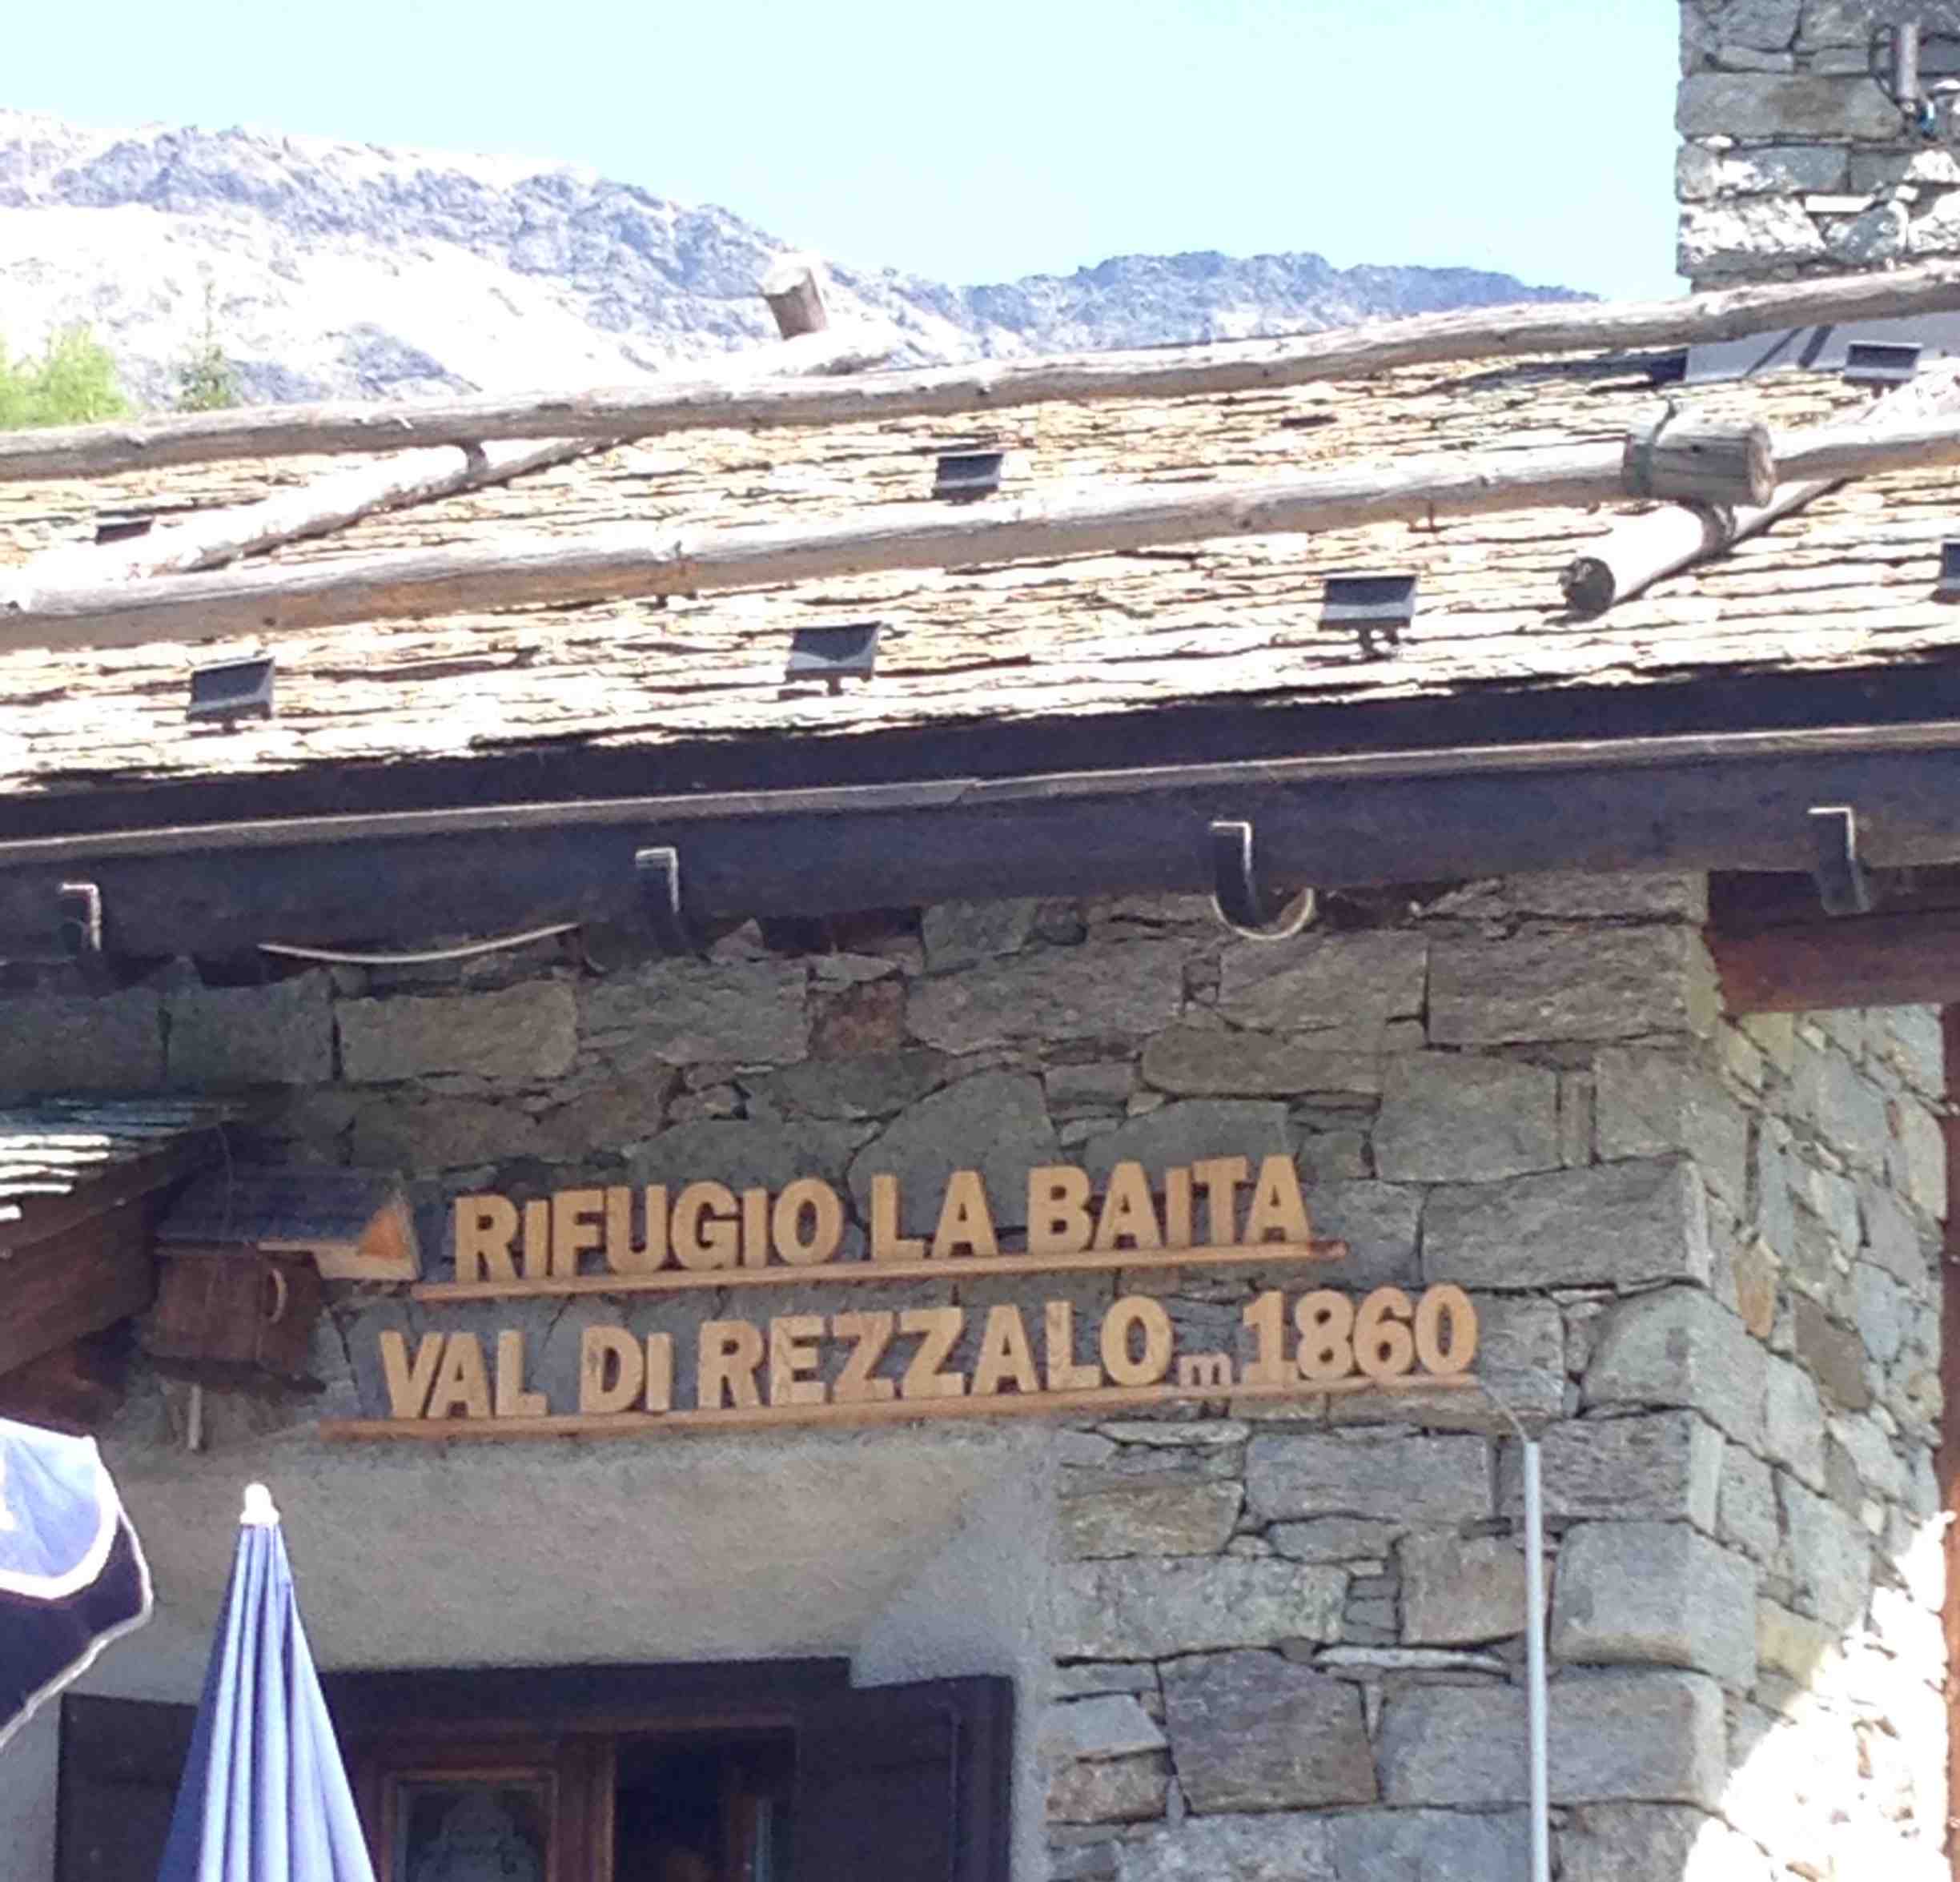 RIFUGIO LA BAITA
VAL DI REZZALO m 1860